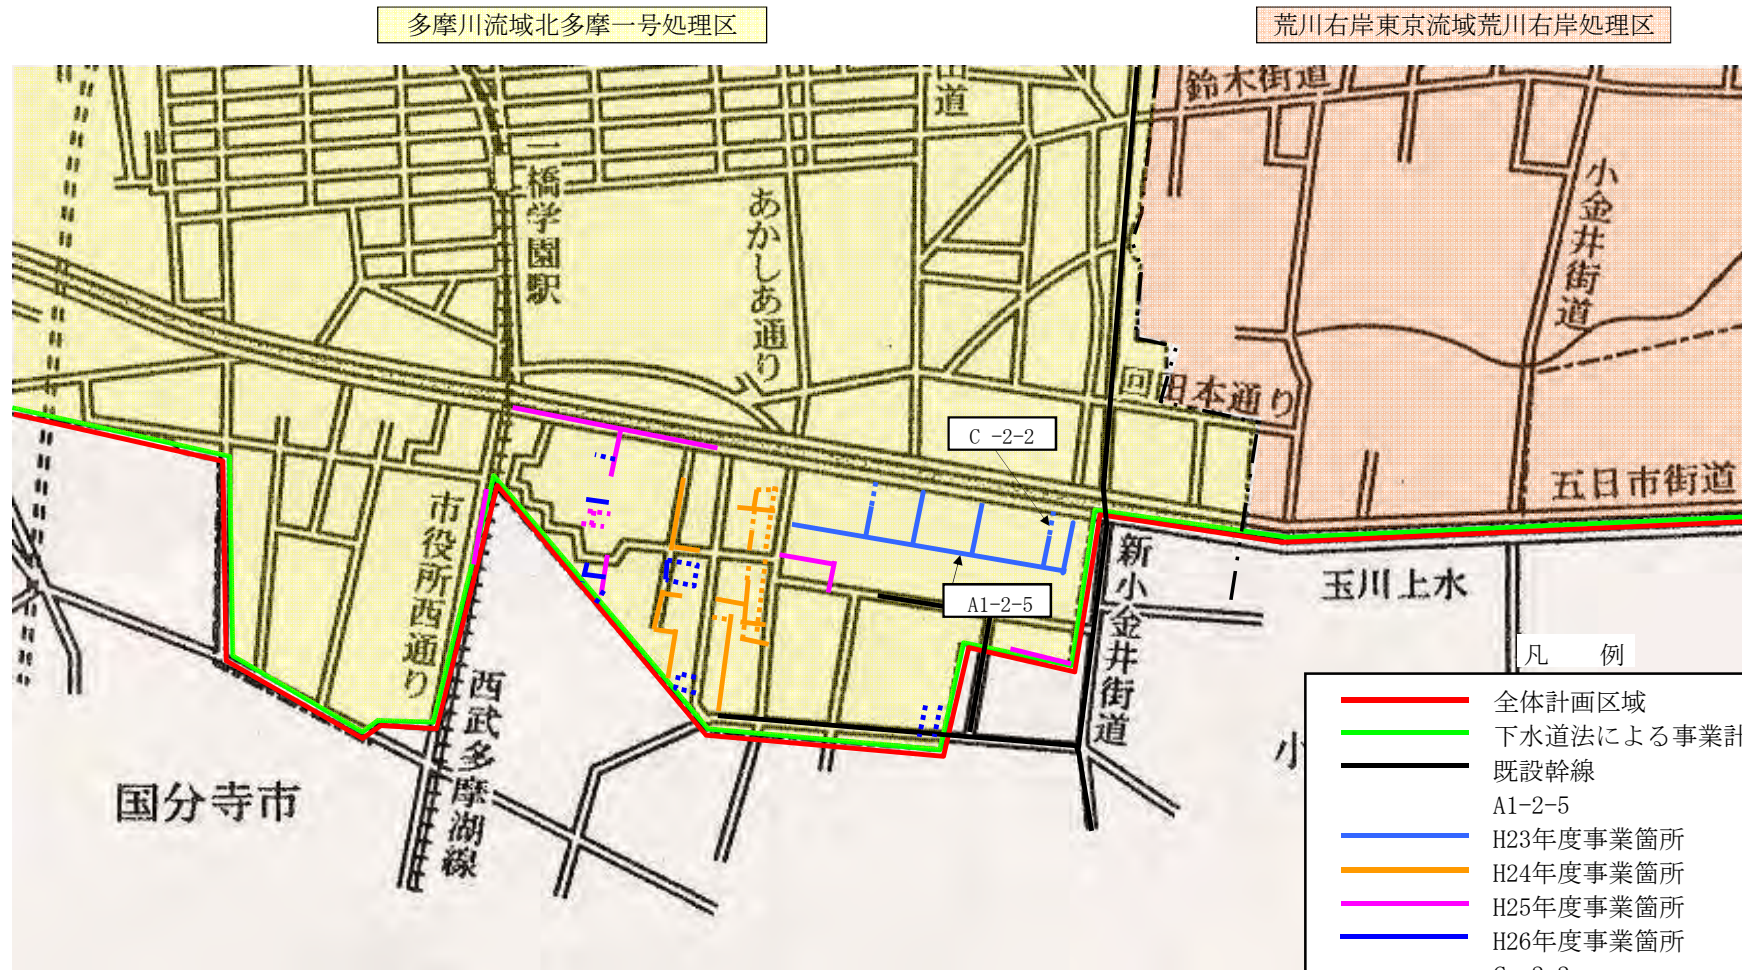 多摩川流域北多摩一号処理区
荒川右岸東京流域荒川右岸処理区
鈴木街道
道
一橋学園駅
あかしあ通り
小金井街道
回田本通り
C -2-2
五日市街道
市役所西通り
新小金井街道
玉川上水
A1-2-5
西武多摩湖線
国分寺市
小
凡 例
全体計画区域
下水道法による事業計
既設幹線
A1-2-5
H23年度事業箇所
H24年度事業箇所
H25年度事業箇所
H26年度事業箇所